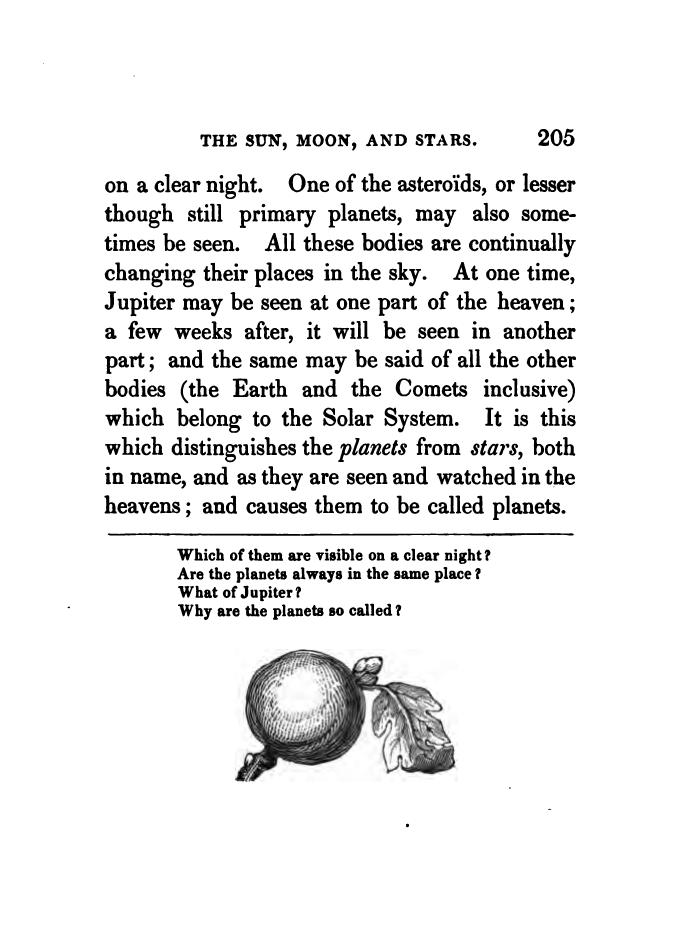 THE SUN, MOON, AND STARS. 205
on a clear night. One of the asteroïds, or lesser
though still primary planets, may also some-
times be seen. All these bodies are continually
changing their places in the sky. At one time,
Jupiter may be seen at one part of the heaven;
a few weeks after, it will be seen in another
part; and the same may be said of all the other
bodies (the Earth and the Comets inclusive)
which belong to the Solar System. It is this
which distinguishes the planets from stars, both
in name, and as they are seen and watched in the
heavens; and causes them to be called planets.
Which of them are visible on a clear night?
Are the planets always in the same place?
What of Jupiter?
Why are the planets so called?